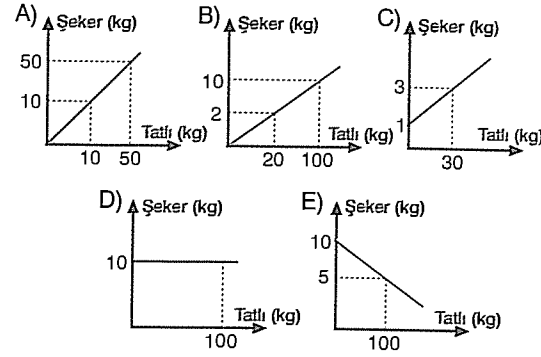 A) Şeker (kg)
50
10
Tatlı (kg)
10 50
B) Şeker (kg)
10
2
Tatlı (kg)
20 100
C) Şeker (kg)
3
1
Tatlı (kg)
30
D) Şeker (kg)
10
Tatlı (kg)
100
E) Şeker (kg)
10
5
Tatlı (kg)
100